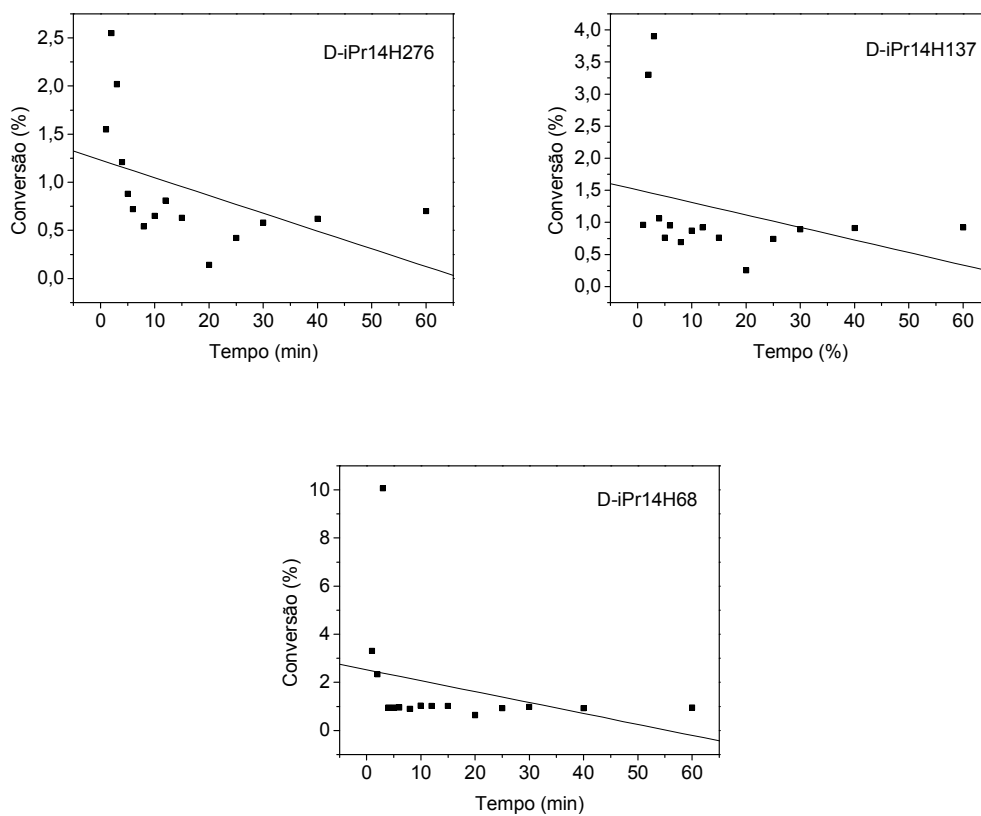 D-iPr14H276
2,5
2,0
1,5
1,0
0,5
0,0
Conversão (%)
0 10 20 30 40 50 60
Tempo (min)
D-iPr14H137
4,0
3,5
3,0
2,5
2,0
1,5
1,0
0,5
0,0
Conversão (%)
0 10 20 30 40 50 60
Tempo (%)
D-iPr14H68
10
8
6
4
2
0
Conversão (%)
0 10 20 30 40 50 60
Tempo (min)